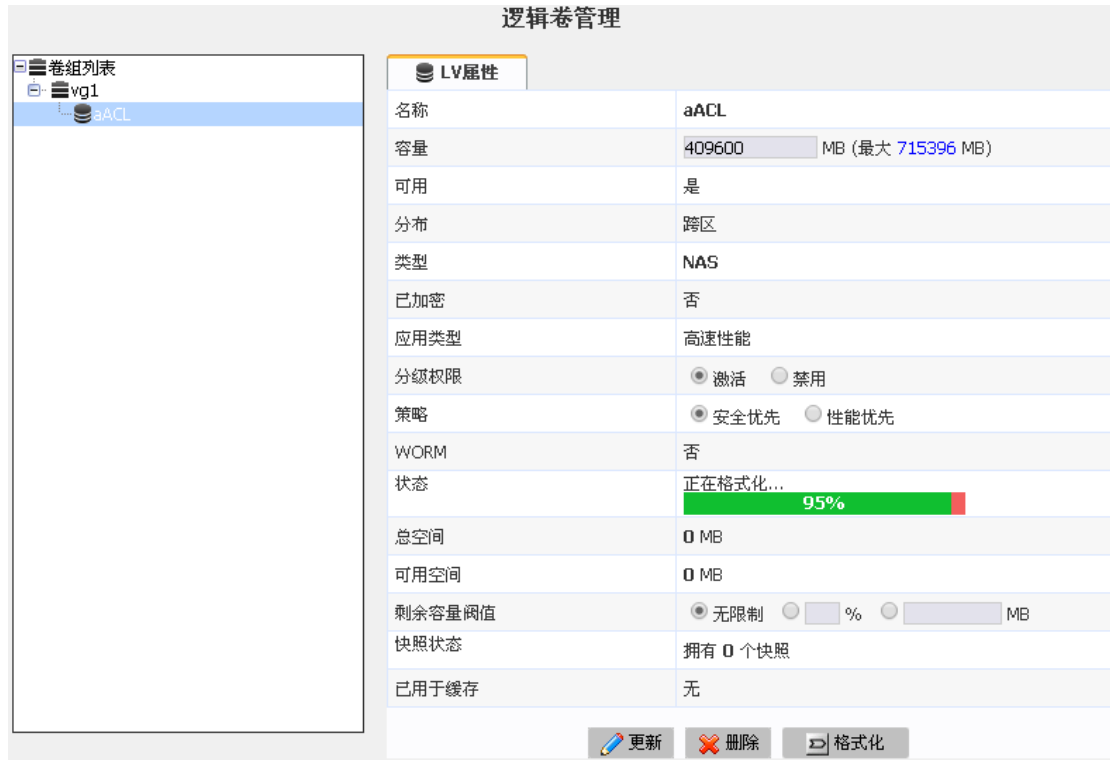 逻辑卷管理
卷组列表
vg1
aACL
LV属性
名称 aACL
容量 409600 MB (最大 715396 MB)
可用 是
分布 跨区
类型 NAS
已加密 否
应用类型 高速性能
分级权限 激活 禁用
策略 安全优先 性能优先
WORM 否
状态 正在格式化...
95%
总空间 0 MB
可用空间 0 MB
剩余容量阀值 无限制 % MB
快照状态 拥有 0 个快照
已用于缓存 无
更新 删除 格式化